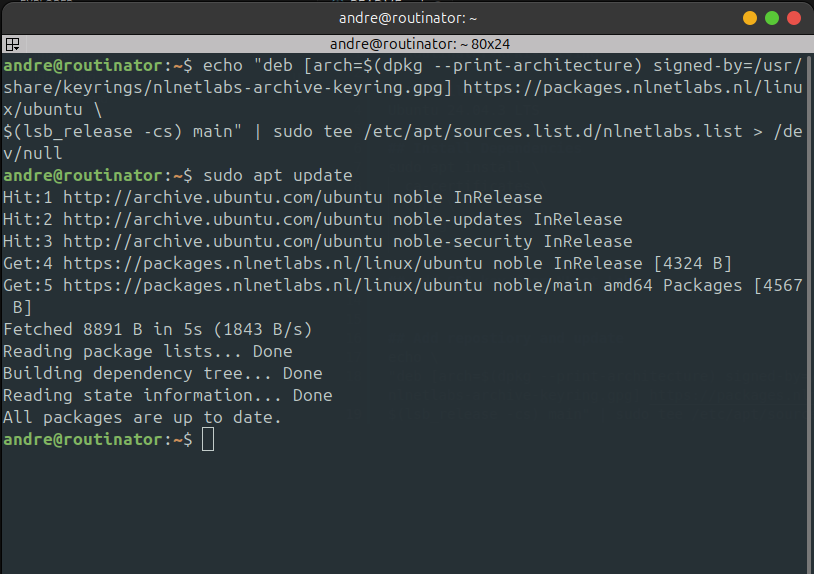 andre@routinator: ~
andre@routinator: ~ 80x24
andre@routinator:~$ echo "deb [arch=$(dpkg --print-architecture) signed-by=/usr/
share/keyrings/nlnetlabs-archive-keyring.gpg] https://packages.nlnetlabs.nl/linu
x/ubuntu \
$(lsb_release -cs) main" | sudo tee /etc/apt/sources.list.d/nlnetlabs.list > /de
v/null
andre@routinator:~$ sudo apt update
Hit:1 http://archive.ubuntu.com/ubuntu noble InRelease
Hit:2 http://archive.ubuntu.com/ubuntu noble-updates InRelease
Hit:3 http://archive.ubuntu.com/ubuntu noble-security InRelease
Get:4 https://packages.nlnetlabs.nl/linux/ubuntu noble InRelease [4324 B]
Get:5 https://packages.nlnetlabs.nl/linux/ubuntu noble/main amd64 Packages [4567
 B]
Fetched 8891 B in 5s (1843 B/s)
Reading package lists... Done
Building dependency tree... Done
Reading state information... Done
All packages are up to date.
andre@routinator:~$